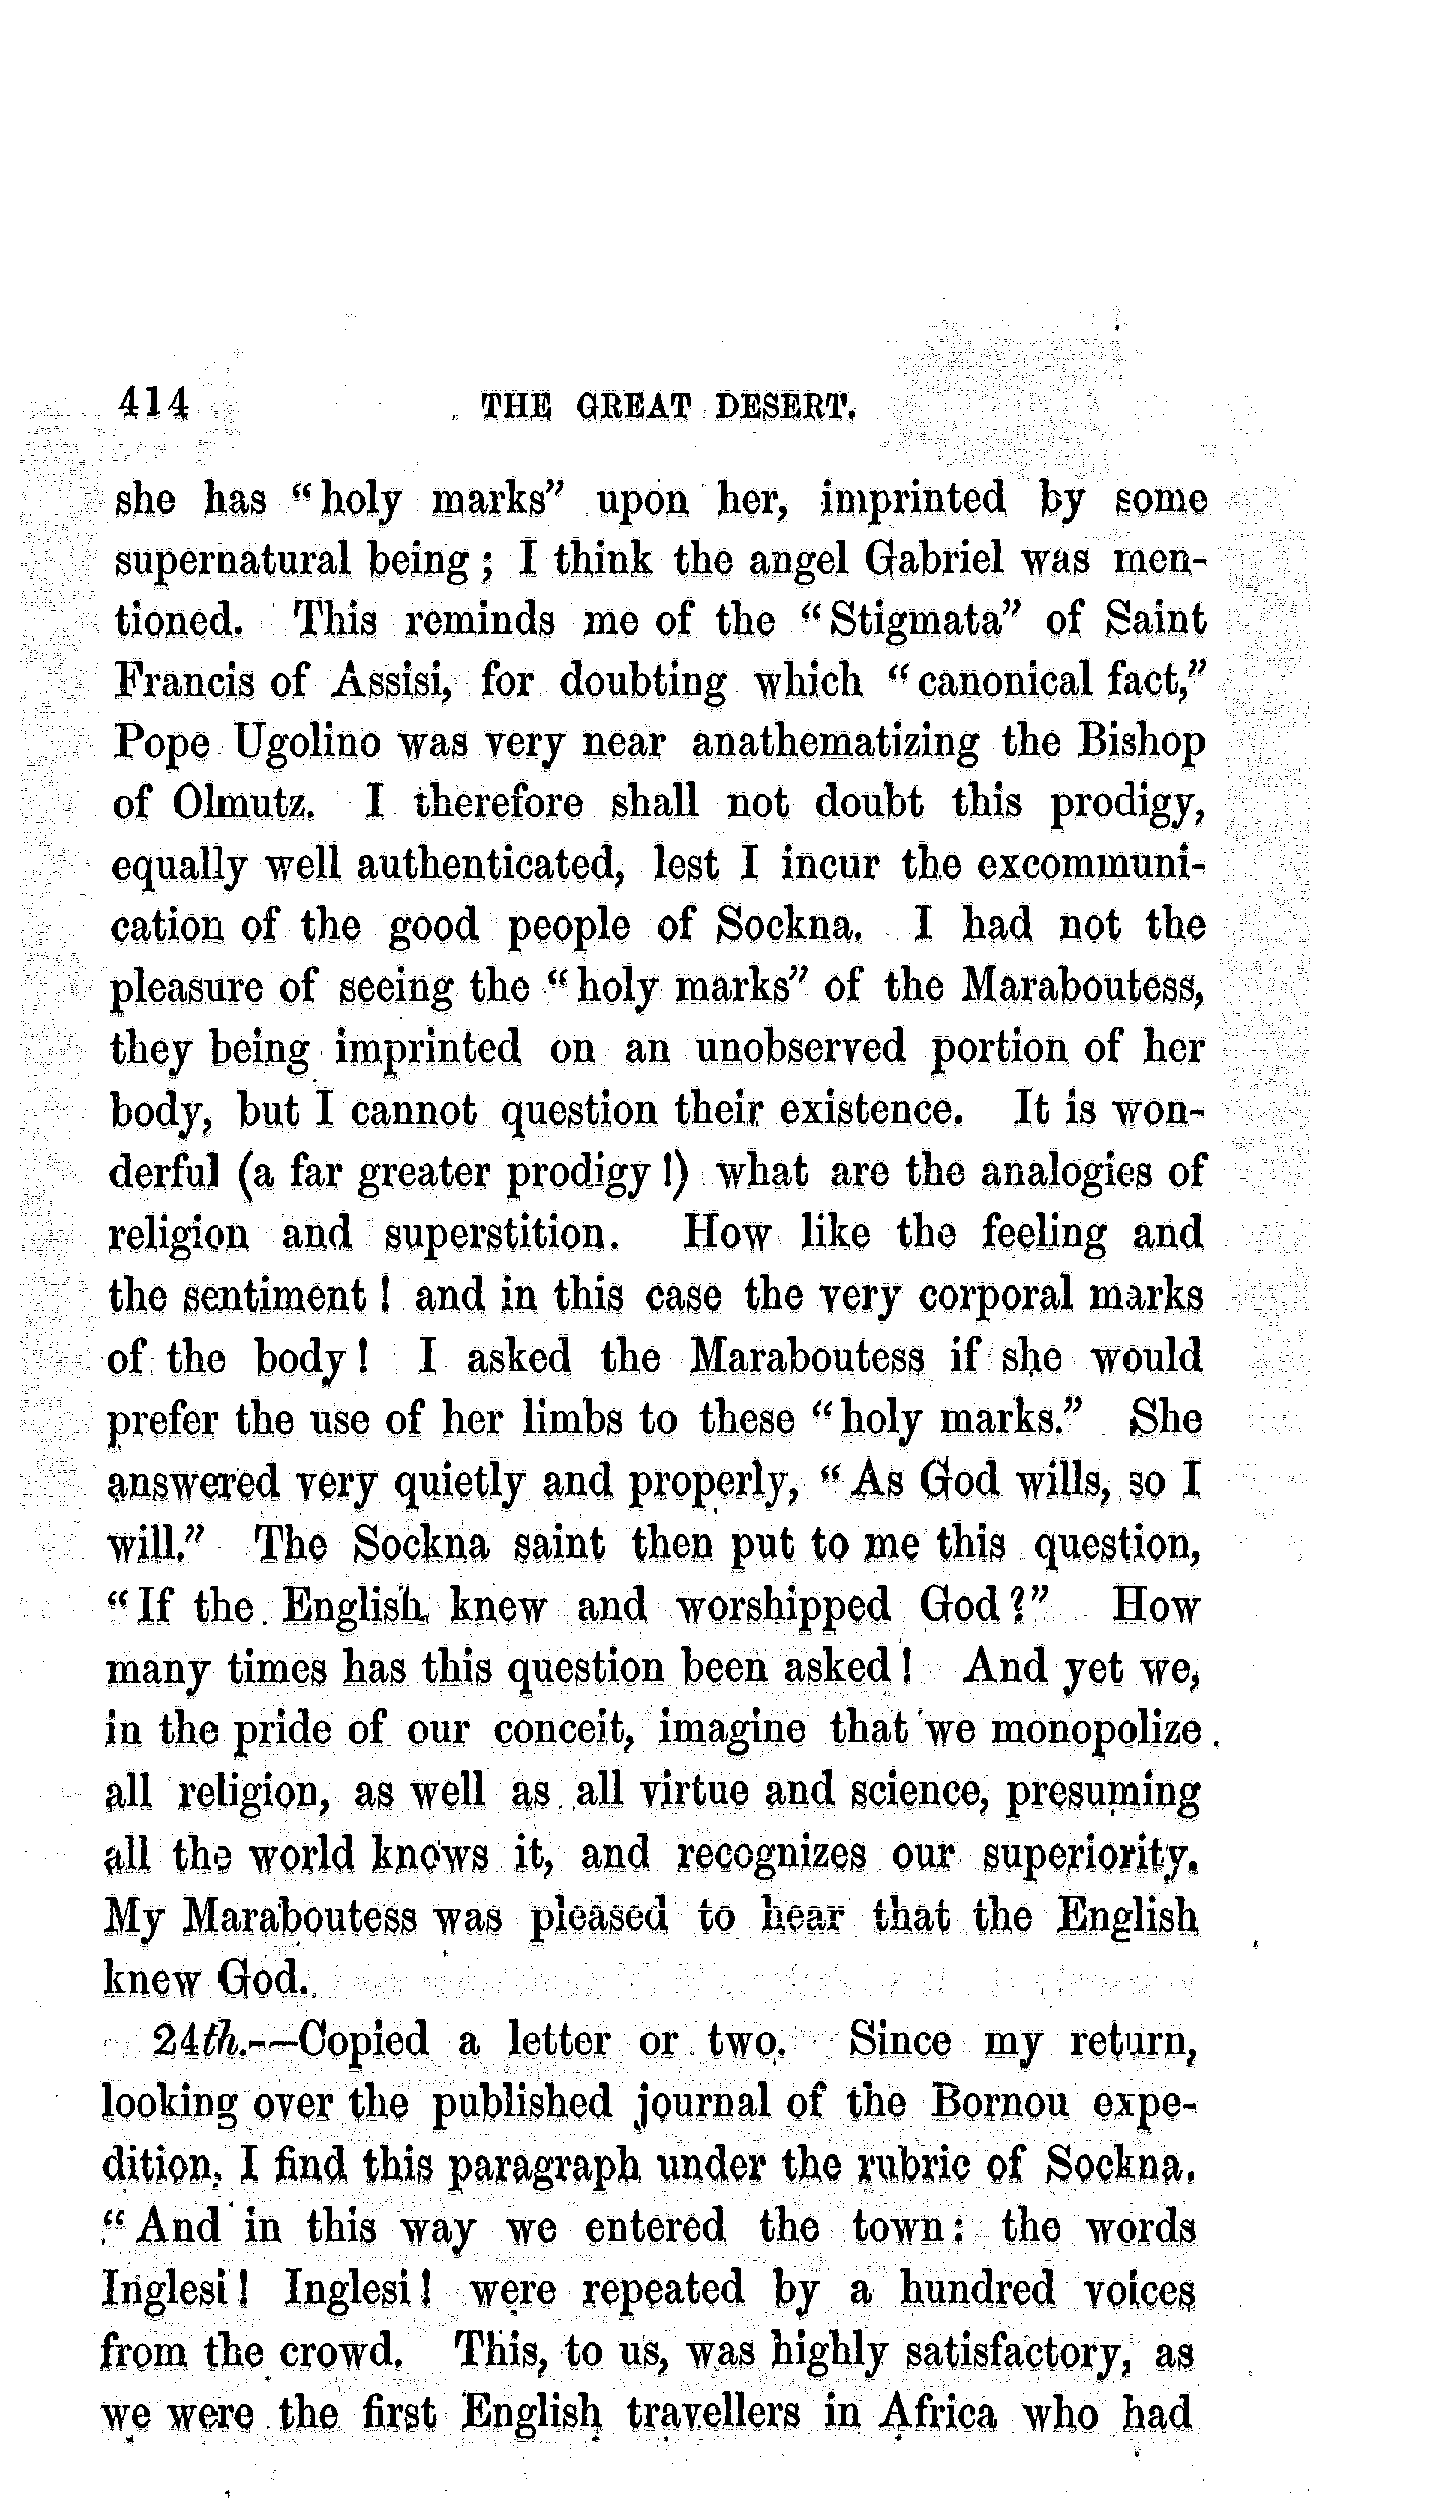 414 THE GREAT DESERT.
she has "holy marks" upon her, imprinted by some
supernatural being; I think the angel Gabriel was men-
tioned. This reminds me of the "Stigmata" of Saint
Francis of Assisi, for doubting which "canonical fact,"
Pope Ugolino was very near anathematizing the Bishop
of Olmutz. I therefore shall not doubt this prodigy,
equally well authenticated, lest I incur the excommuni-
cation of the good people of Sockna. I had not the
pleasure of seeing the "holy marks" of the Maraboutess,
they being imprinted on an unobserved portion of her
body, but I cannot question their existence. It is won-
derful (a far greater prodigy!) what are the analogies of
religion and superstition. How like the feeling and
the sentiment! and in this case the very corporal marks
of the body! I asked the Maraboutess if she would
prefer the use of her limbs to these "holy marks." She
answered very quietly and properly, "As God wills, so I
will." The Sockna saint then put to me this question,
"If the English knew and worshipped God?" How
many times has this question been asked! And yet we,
in the pride of our conceit, imagine that we monopolize
all religion, as well as all virtue and science, presuming
all the world knows it, and recognizes our superiority.
My Maraboutess was pleased to hear that the English
knew God.
24th.--Copied a letter or two. Since my return,
looking over the published journal of the Bornou expe-
dition, I find this paragraph under the rubric of Sockna.
"And in this way we entered the town: the words
Inglesi! Inglesi! were repeated by a hundred voices
from the crowd. This, to us, was highly satisfactory, as
we were the first English travellers in Africa who had